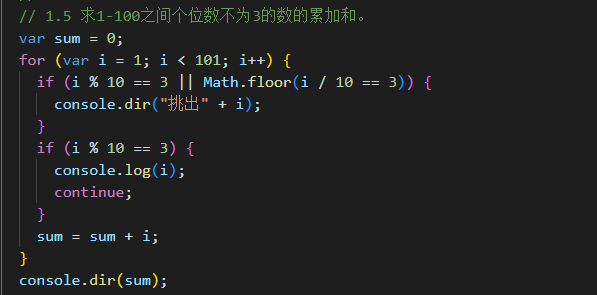 // 1.5 求1-100之间个位数不为3的数的累加和。
var sum = 0;
for (var i = 1; i < 101; i++) {
  if (i % 10 == 3 || Math.floor(i / 10 == 3)) {
    console.dir("挑出" + i);
  }
  if (i % 10 == 3) {
    console.log(i);
    continue;
  }
  sum = sum + i;
}
console.dir(sum);